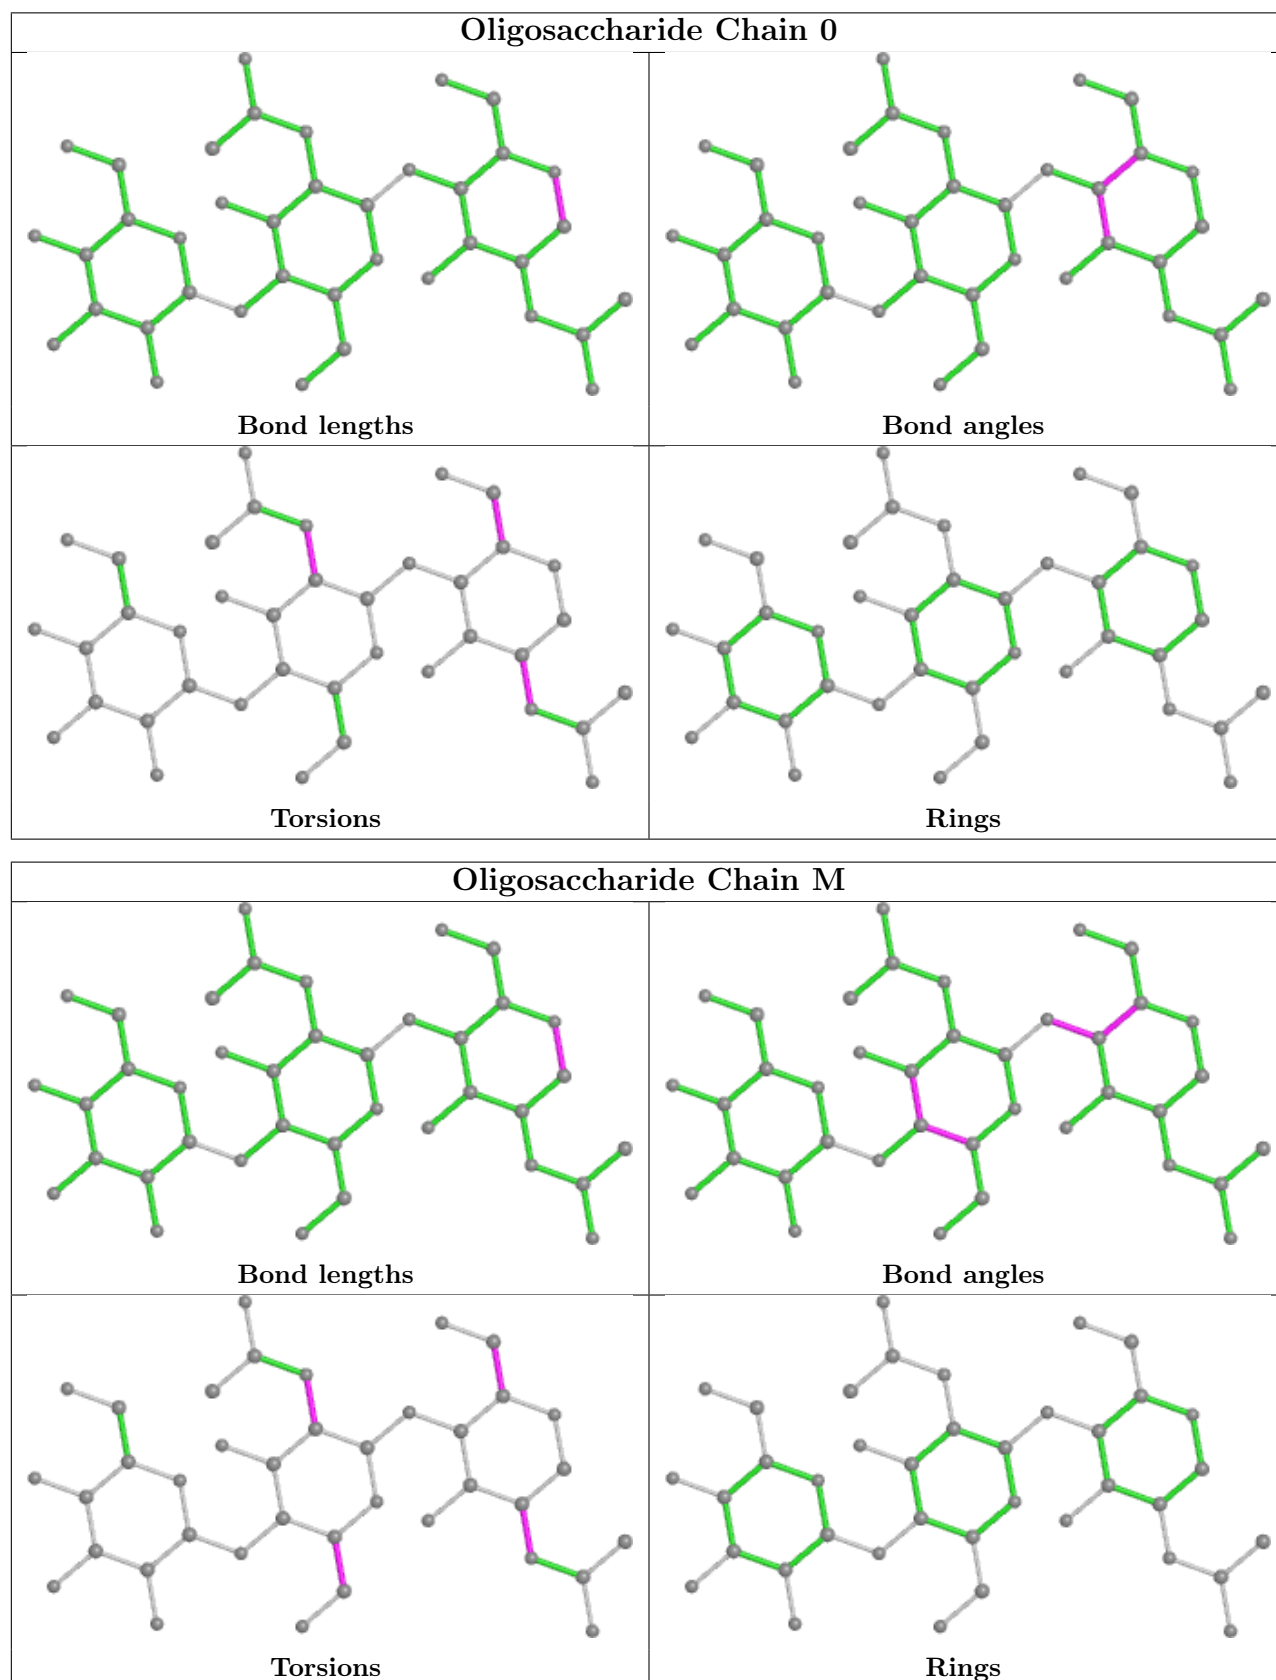 Oligosaccharide Chain 0
Bond lengths
Bond angles
Torsions
Rings
Oligosaccharide Chain M
Bond lengths
Bond angles
Torsions
Rings